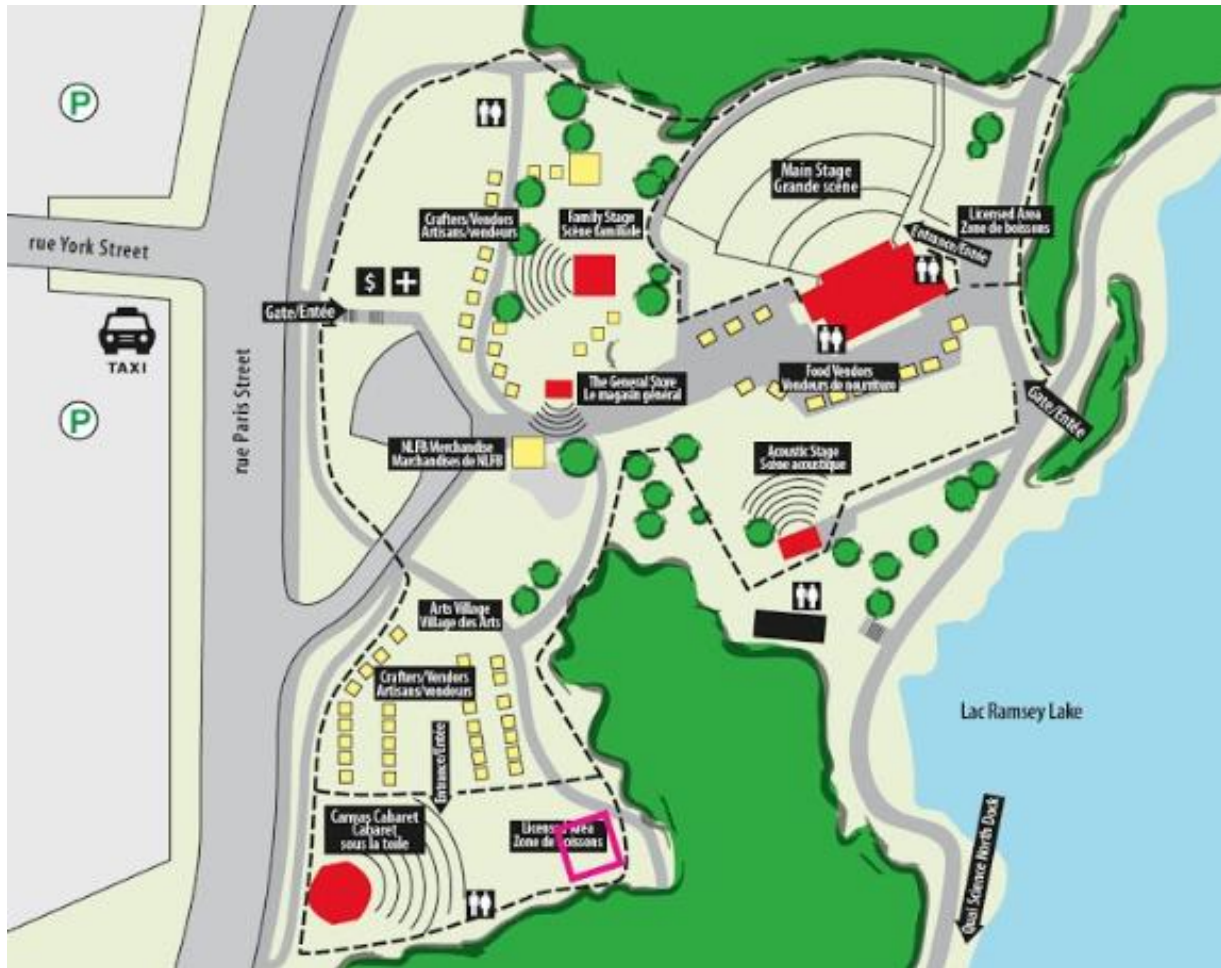 P
Main Stage
Grande scène
Crafters/Vendors
Artisans/vendeurs
Family Stage
Scène familiale
Licensed Area
Zone de boissons
Entrance/Entée
rue York Street
$
Gate/Entée
TAXI
The General Store
Le magasin général
Food Vendors
Vendeurs de nourriture
Gate/Entée
P
rue Paris Street
NLFB Merchandise
Marchandises de NLFB
Acoustic Stage
Scène acoustique
Arts Village
Village des Arts
Crafters/Vendors
Artisans/vendeurs
Entrance/Entée
Lac Ramsey Lake
Canvas Cabaret
Cabaret
sous la toile
Licensed Area
Zone de boissons
Quai Science North Dock